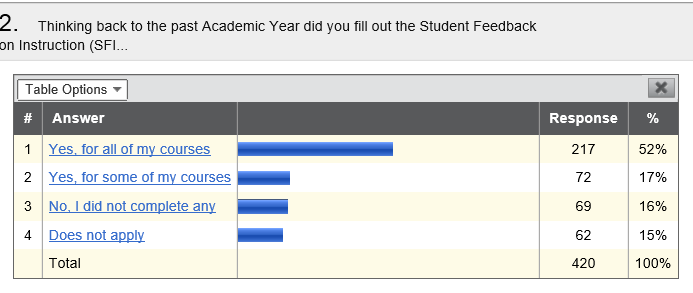 2. Thinking back to the past Academic Year did you fill out the Student Feedback
on Instruction (SFI...
Table Options
# Answer Response %
1 Yes, for all of my courses 217 52%
2 Yes, for some of my courses 72 17%
3 No, I did not complete any 69 16%
4 Does not apply 62 15%
Total 420 100%